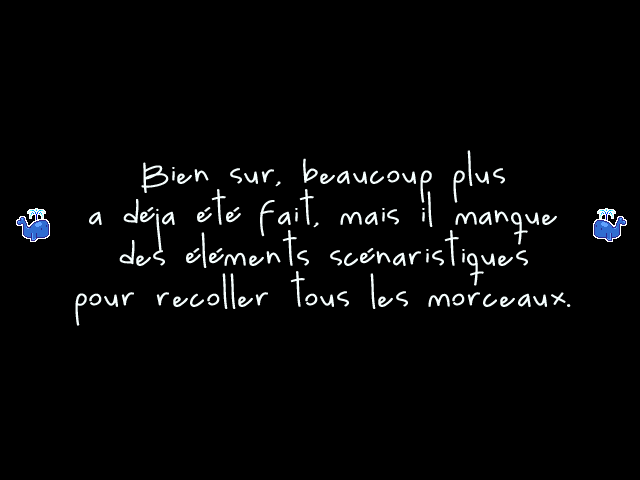 Bien sur, beaucoup plus
a déja été fait, mais il manque
des éléments scénaristiques
pour recoller tous les morceaux.